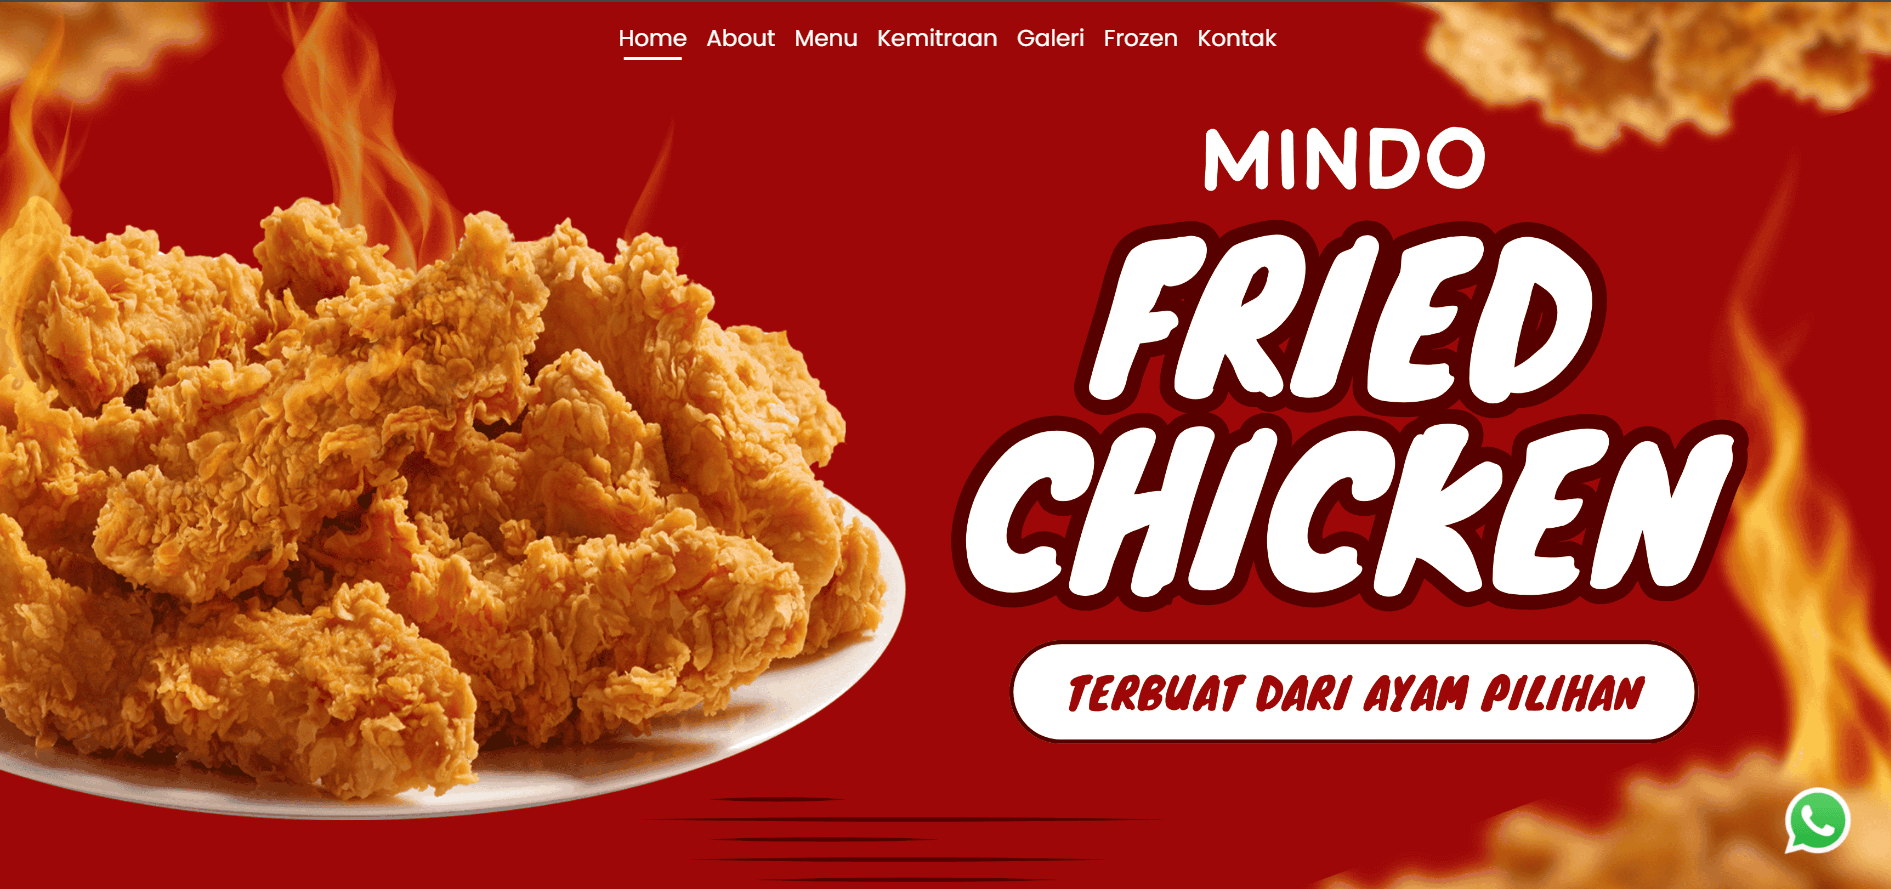 Home About Menu Kemitraan Galeri Frozen Kontak
MINDO
FRIED
CHICKEN
TERBUAT DARI AYAM PILIHAN